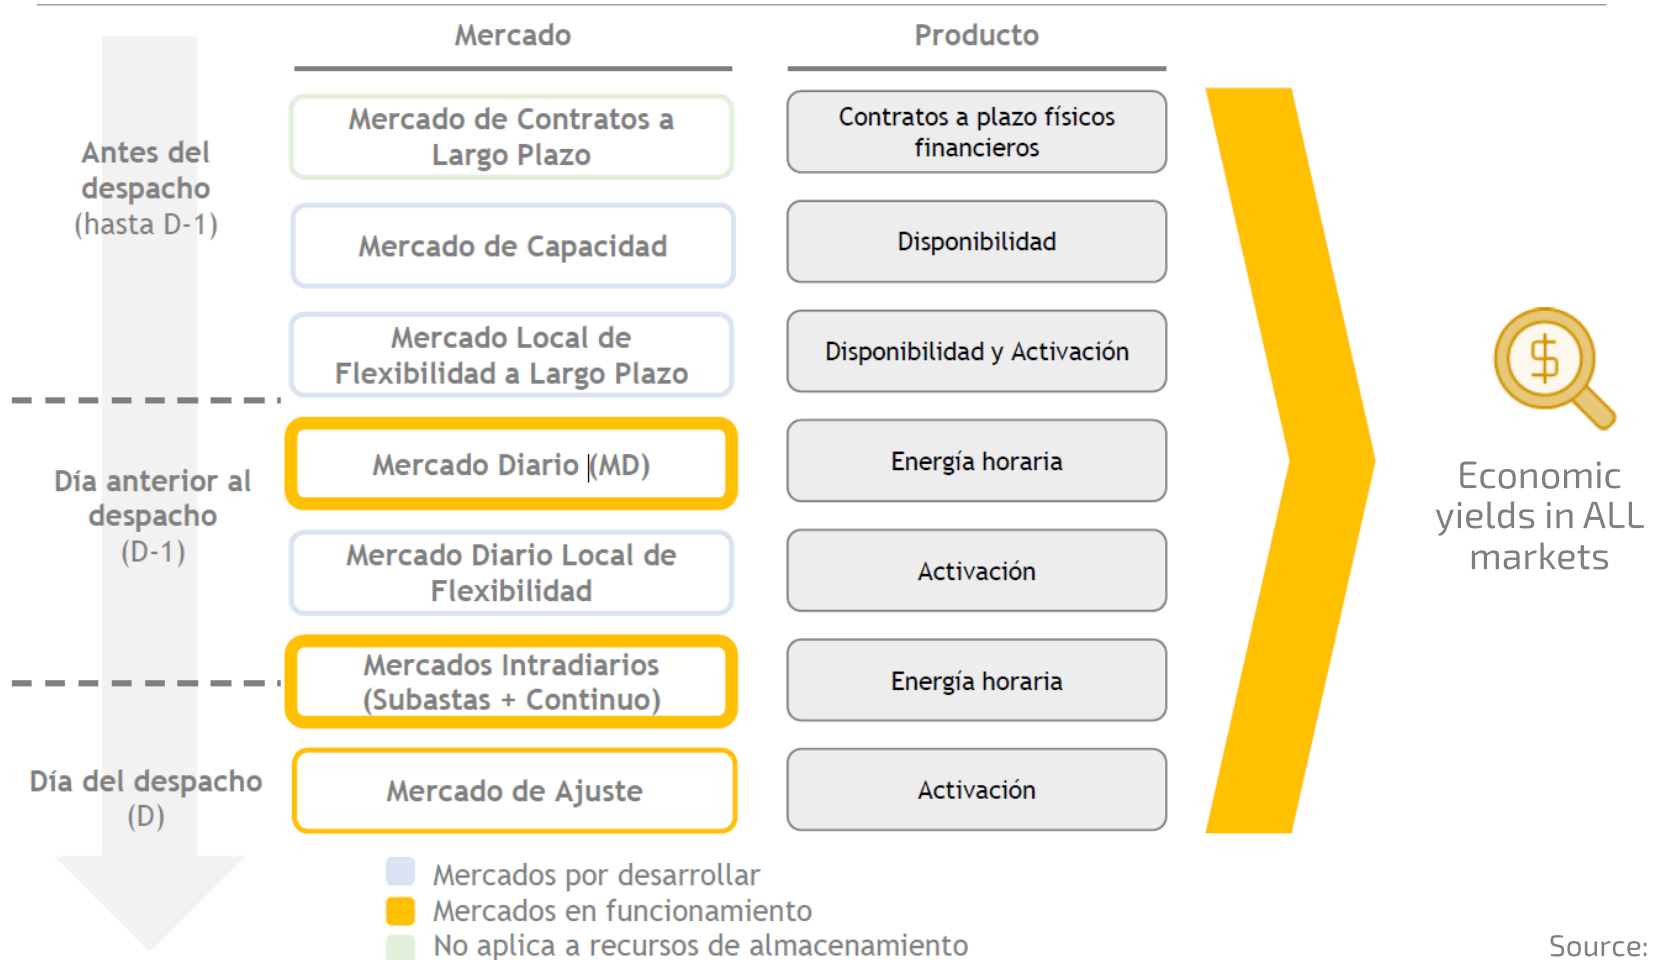 Mercado
Producto
Antes del
despacho
(hasta D-1)
Mercado de Contratos a
Largo Plazo
Contratos a plazo físicos
financieros
Mercado de Capacidad
Disponibilidad
Mercado Local de
Flexibilidad a Largo Plazo
Disponibilidad y Activación
Día anterior al
despacho
(D-1)
Mercado Diario (MD)
Energía horaria
Mercado Diario Local de
Flexibilidad
Activación
Mercados Intradiarios
(Subastas + Continuo)
Energía horaria
Día del despacho
(D)
Mercado de Ajuste
Activación
$
Economic
yields in ALL
markets
Mercados por desarrollar
Mercados en funcionamiento
No aplica a recursos de almacenamiento
Source: